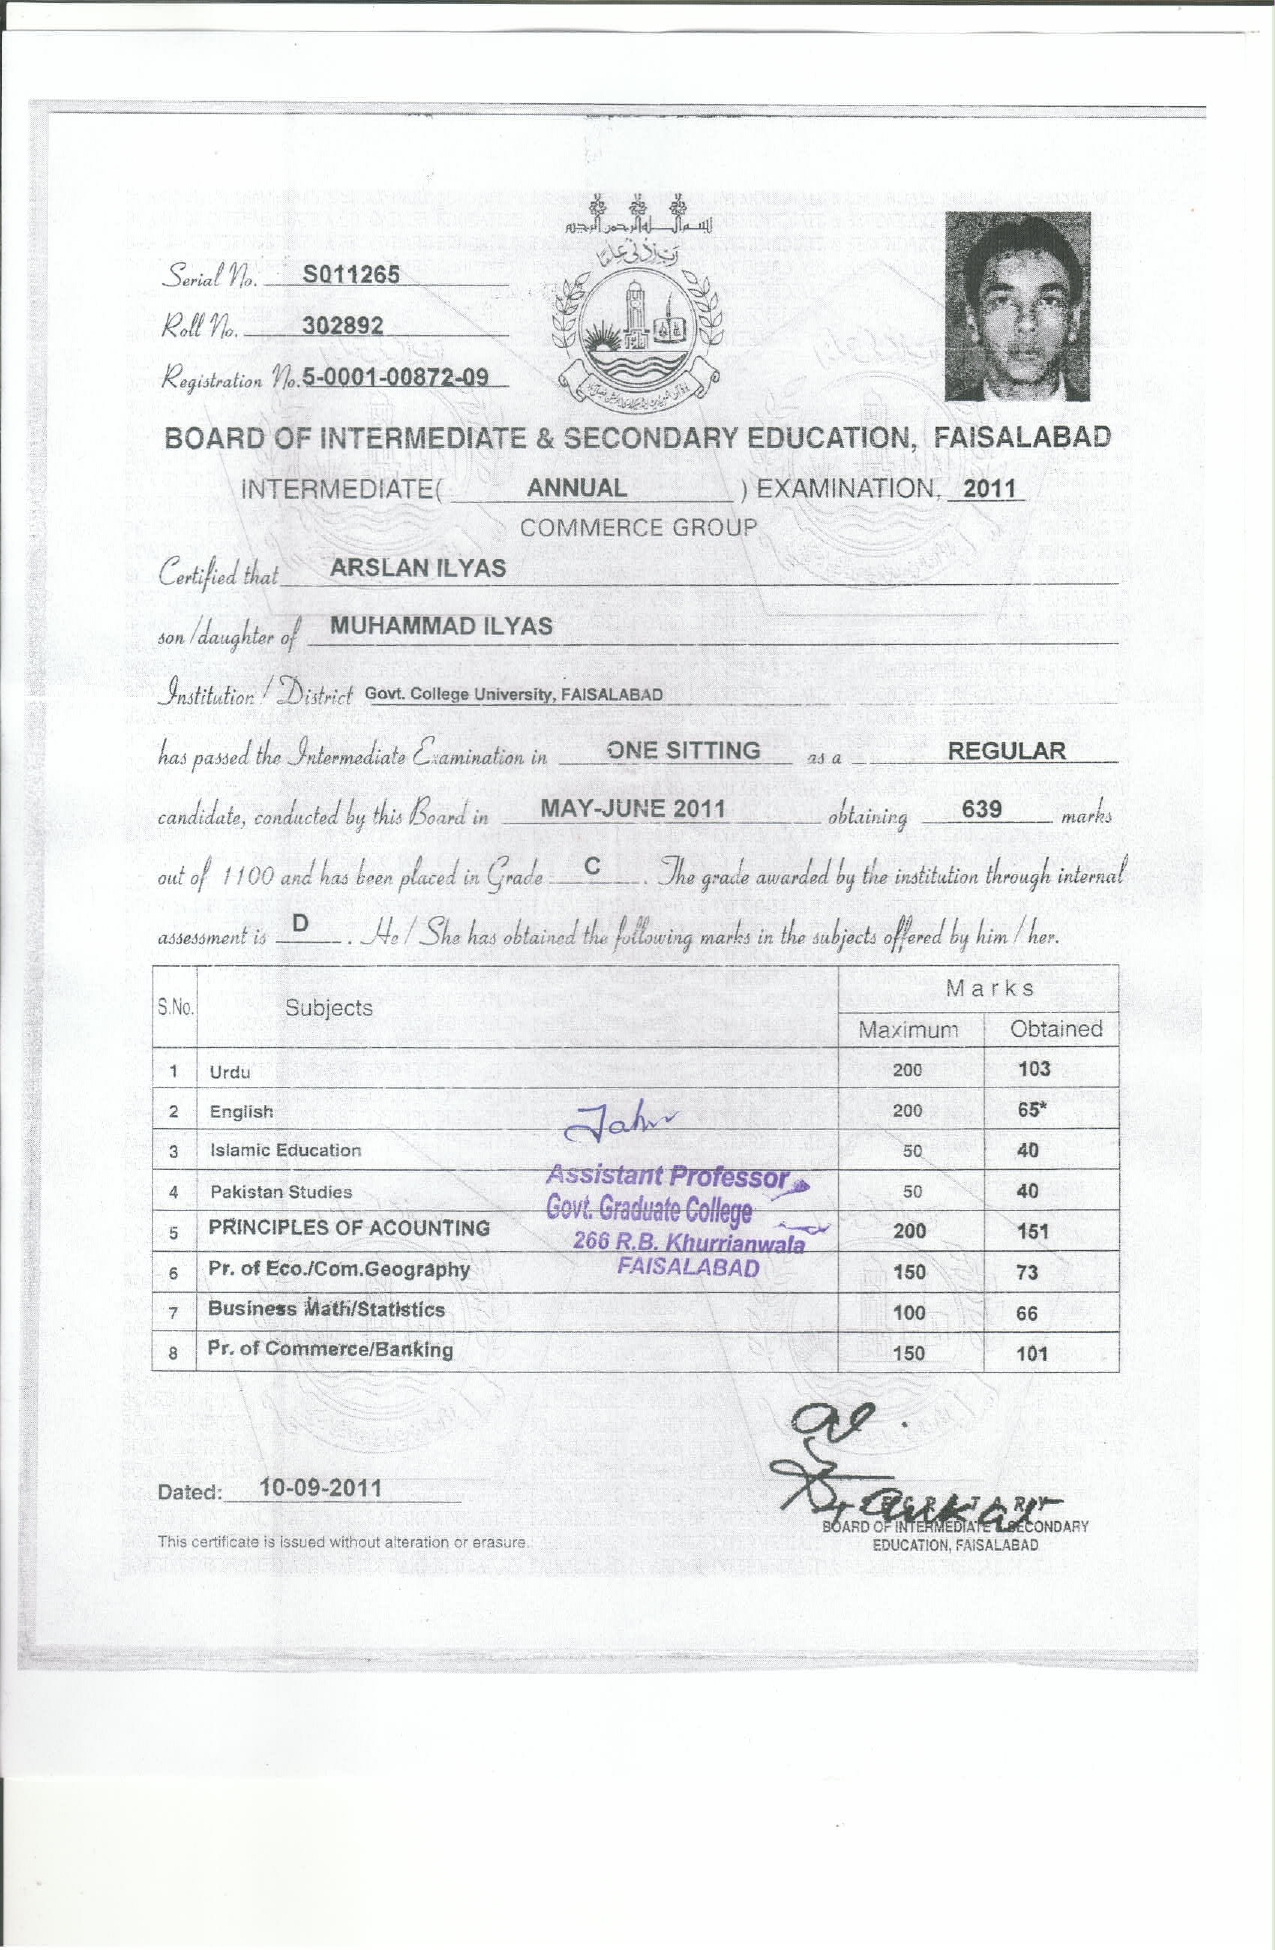 بسم الله الرحمن الرحيم
رب زدنی علما
Serial No. S011265
Roll No. 302892
Registration No. 5-0001-00872-09
BOARD OF INTERMEDIATE & SECONDARY EDUCATION, FAISALABAD
INTERMEDIATE( ANNUAL ) EXAMINATION, 2011
COMMERCE GROUP
Certified that ARSLAN ILYAS
son/daughter of MUHAMMAD ILYAS
Institution / District Govt. College University, FAISALABAD
has passed the Intermediate Examination in ONE SITTING as a REGULAR
candidate, conducted by this Board in MAY-JUNE 2011 obtaining 639 marks
out of 1100 and has been placed in Grade C . The grade awarded by the institution through internal
assessment is D . He / She has obtained the following marks in the subjects offered by him / her.
S.No. Subjects Marks
Maximum Obtained
1 Urdu 200 103
2 English 200 65*
3 Islamic Education 50 40
4 Pakistan Studies 50 40
5 PRINCIPLES OF ACOUNTING 200 151
6 Pr. of Eco./Com.Geography 150 73
7 Business Math/Statistics 100 66
8 Pr. of Commerce/Banking 150 101
Assistant Professor
Govt. Graduate College
266 R.B. Khurrianwala
FAISALABAD
Dated: 10-09-2011
SECRETARY
BOARD OF INTERMEDIATE & SECONDARY
EDUCATION, FAISALABAD
This certificate is issued without alteration or erasure.